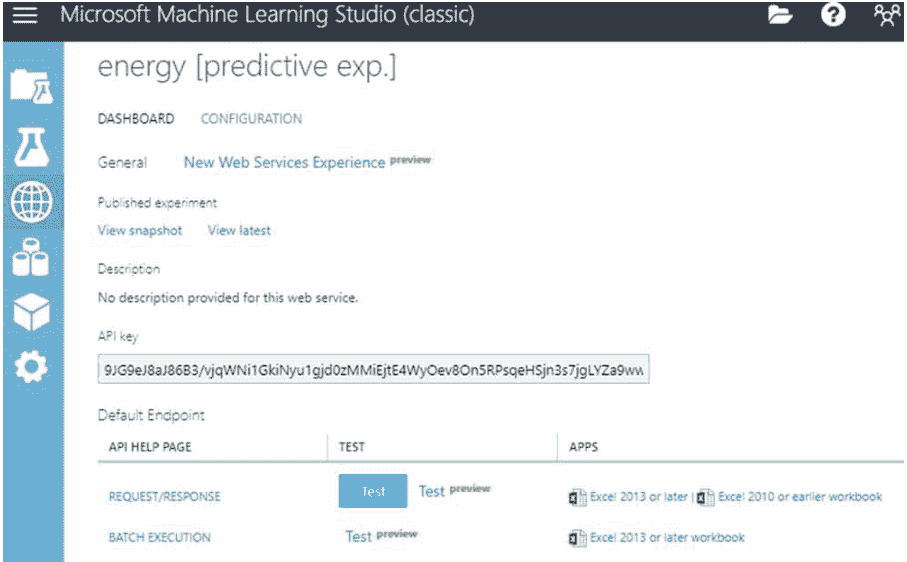 Microsoft Machine Learning Studio (classic)
energy [predictive exp.]
DASHBOARD CONFIGURATION
General New Web Services Experience preview
Published experiment
View snapshot View latest
Description
No description provided for this web service.
API key
9JG9eJ8aJ86B3/vjqWNi1GkiNyu1gjd0zMMiEjtE4WyOev8On5RPsqeHSjn3s7jgLYZa9ww
Default Endpoint
API HELP PAGE TEST APPS
REQUEST/RESPONSE Test Test preview Excel 2013 or later | Excel 2010 or earlier workbook
BATCH EXECUTION Test preview Excel 2013 or later workbook